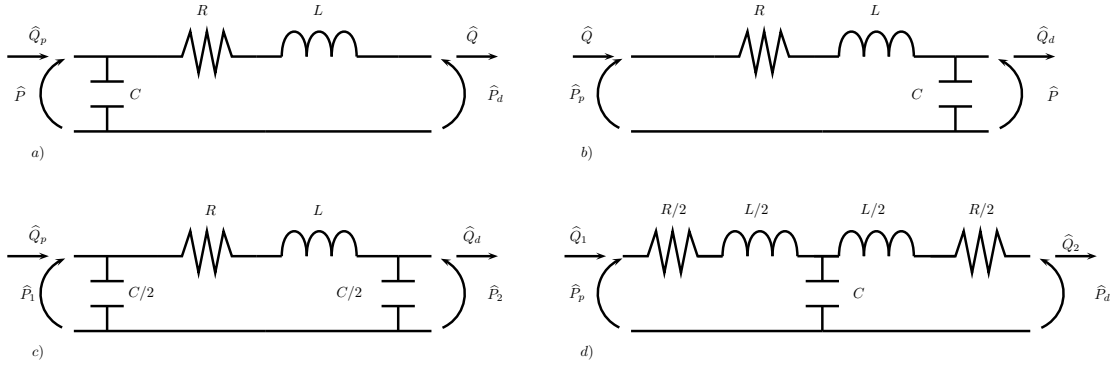 R L R L
Q̂_p Q̂ Q̂ Q̂_d
P̂ C P̂_d P̂_p C P̂
a) b)
R L R/2 L/2 L/2 R/2
Q̂_p Q̂_d Q̂_1 Q̂_2
P̂_1 C/2 C/2 P̂_2 P̂_p C P̂_d
c) d)